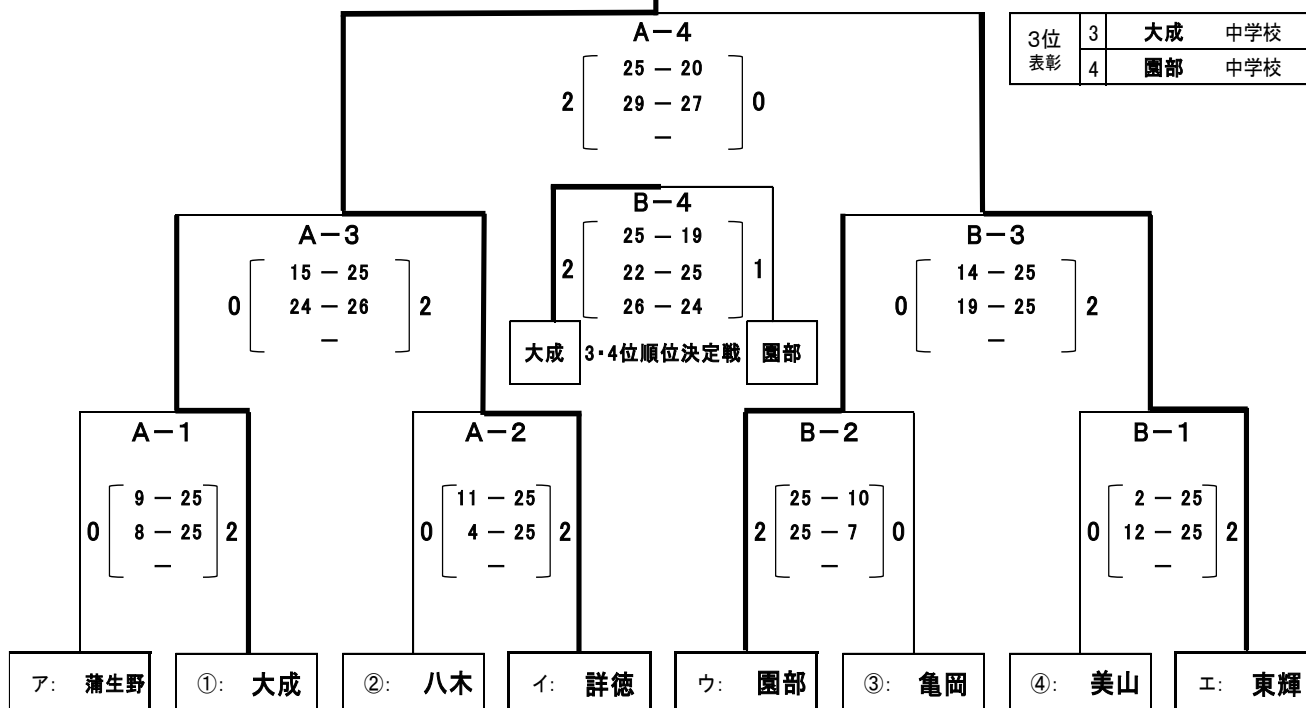 A-4
25 - 20
2 29 - 27 0
-
3位表彰 3 大成 中学校
4 園部 中学校
B-4
25 - 19
2 22 - 25 1
26 - 24
大成 3・4位順位決定戦 園部
A-3
15 - 25
0 24 - 26 2
-
B-3
14 - 25
0 19 - 25 2
-
A-1
9 - 25
0 8 - 25 2
-
A-2
11 - 25
0 4 - 25 2
-
B-2
25 - 10
2 25 - 7 0
-
B-1
2 - 25
0 12 - 25 2
-
ア: 蒲生野
①: 大成
②: 八木
イ: 詳徳
ウ: 園部
③: 亀岡
④: 美山
エ: 東輝